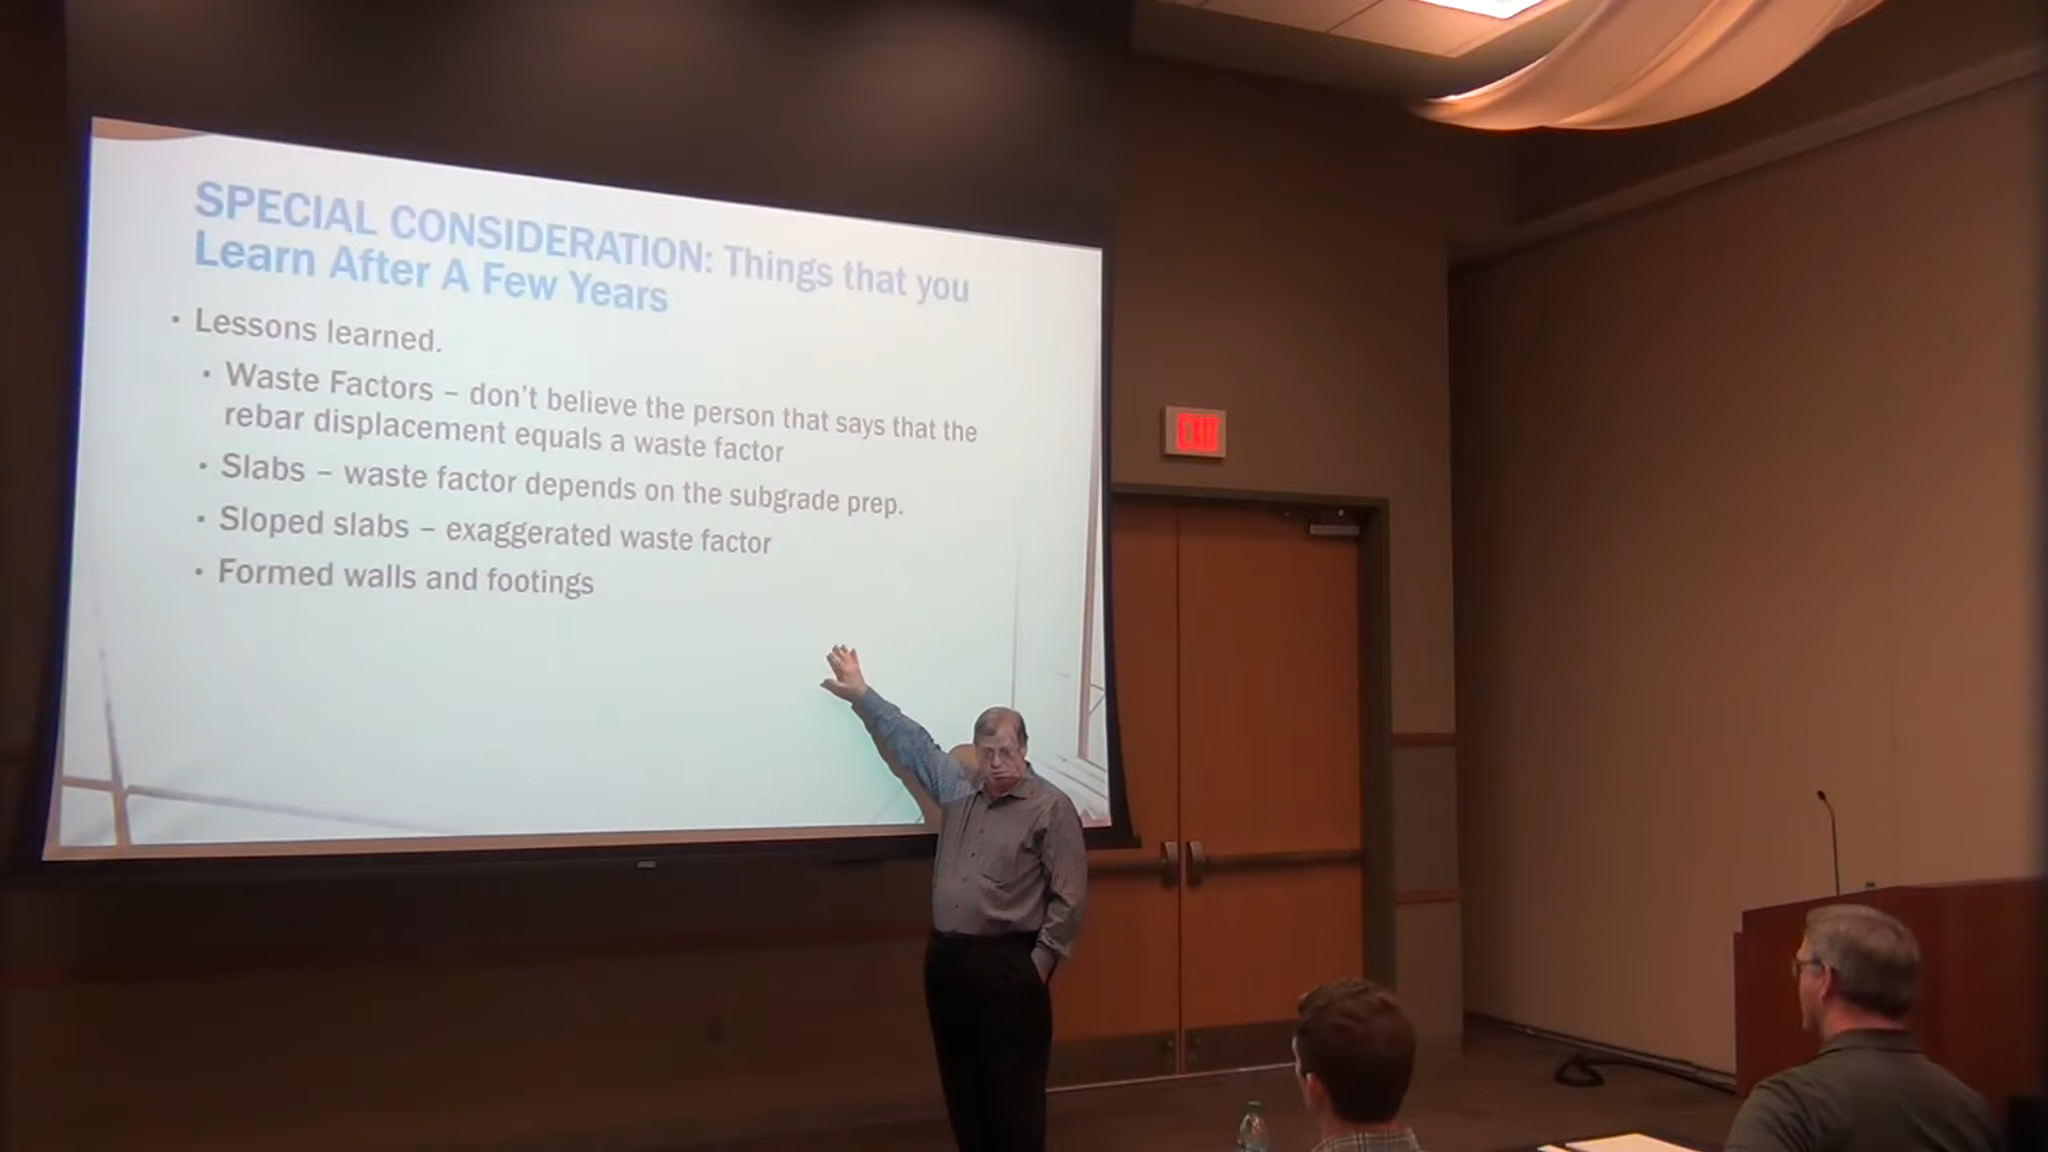 SPECIAL CONSIDERATION: Things that you
Learn After A Few Years
• Lessons learned.
• Waste Factors – don't believe the person that says that the
rebar displacement equals a waste factor
• Slabs – waste factor depends on the subgrade prep.
• Sloped slabs – exaggerated waste factor
• Formed walls and footings
EXIT